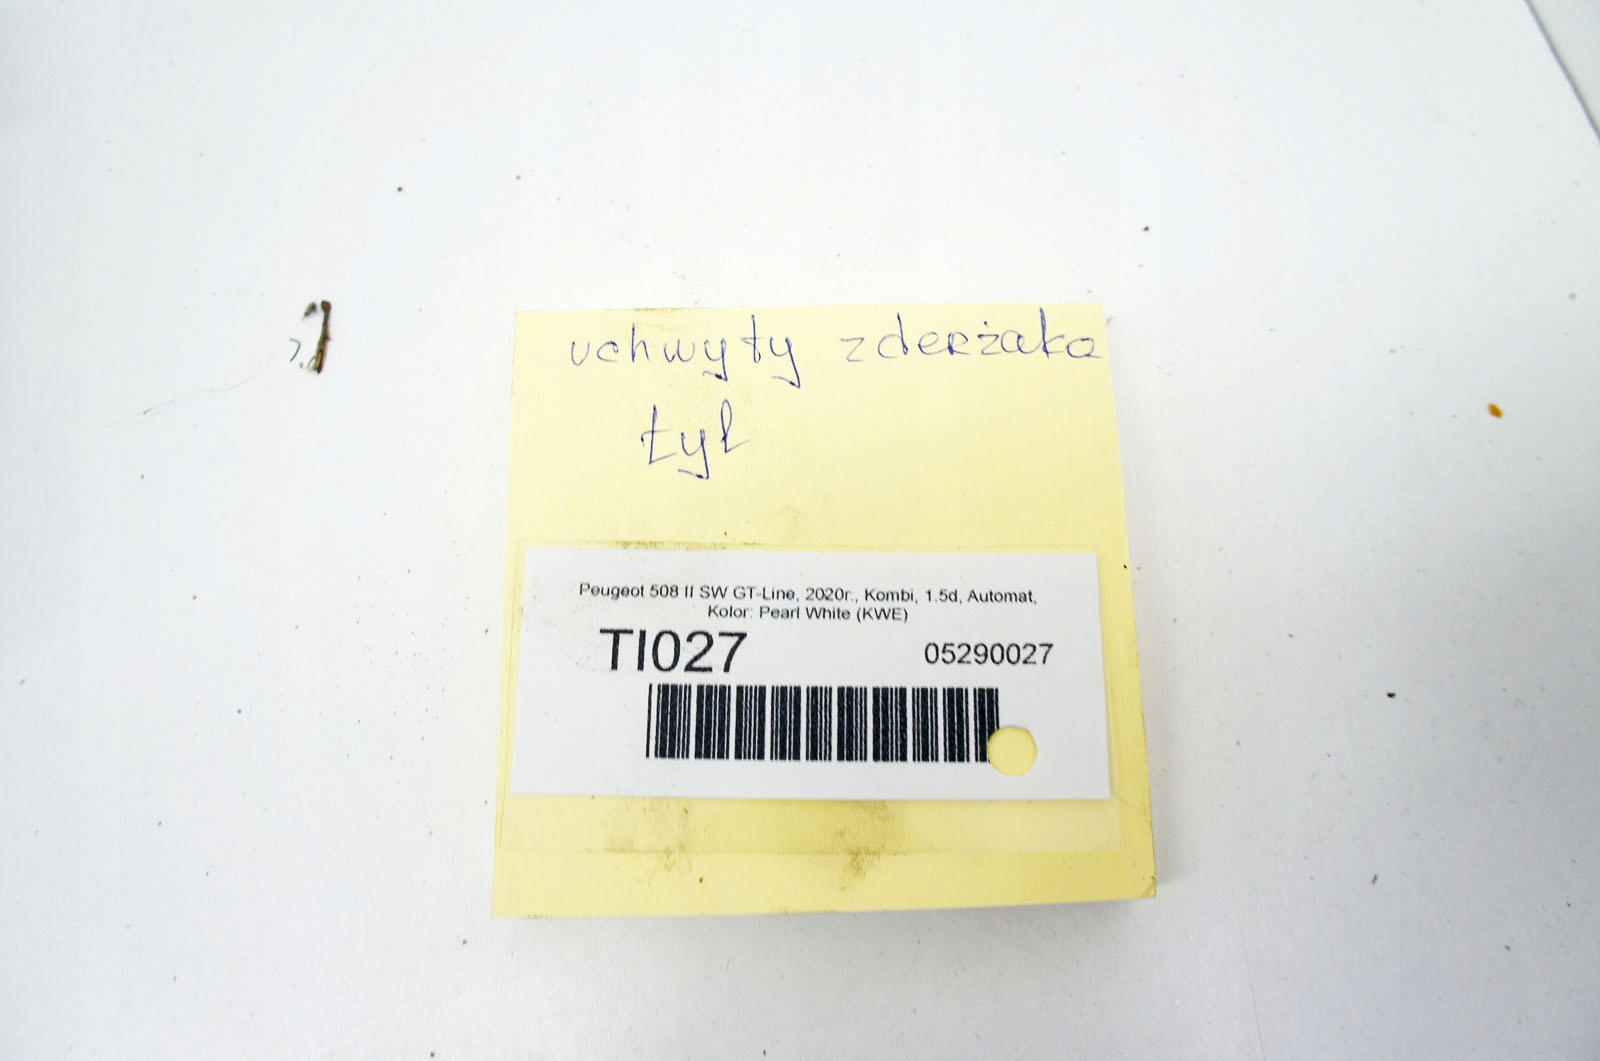 uchwyty zderzaka
tył
Peugeot 508 II SW GT-Line, 2020r., Kombi, 1.5d, Automat,
Kolor: Pearl White (KWE)
TI027
05290027